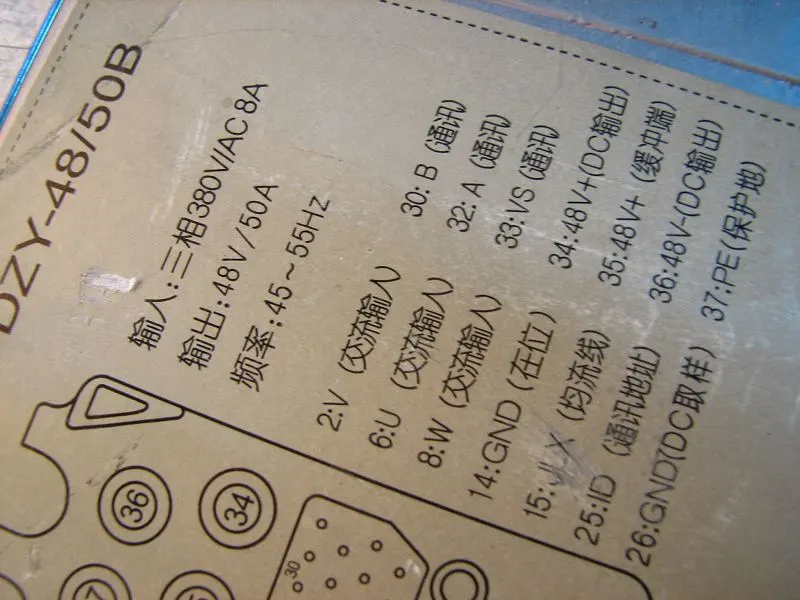 DZY-48/50B
输入:三相380V/AC 8A
输出:48V/50A
频率:45~55Hz
2:V (交流输入)
6:U (交流输入)
8:W (交流输入)
14:GND (在位)
15: (均流线)
25:ID (通讯地址)
26:GND7(DC取样)
30: B (通讯)
32: A (通讯)
33:VS (通讯)
34:48V+(DC输出)
35:48V+ (缓冲端)
36:48V-(DC输出)
37:PE(保护地)
36
34
30